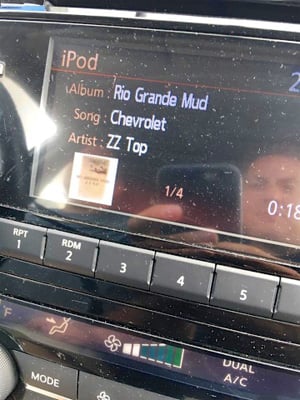 iPod
2
Album : Rio Grande Mud
Song : Chevrolet
Artist : ZZ Top
1/4
0:18
RPT
1
RDM
2
3
4
5
°F
DUAL
A/C
MODE